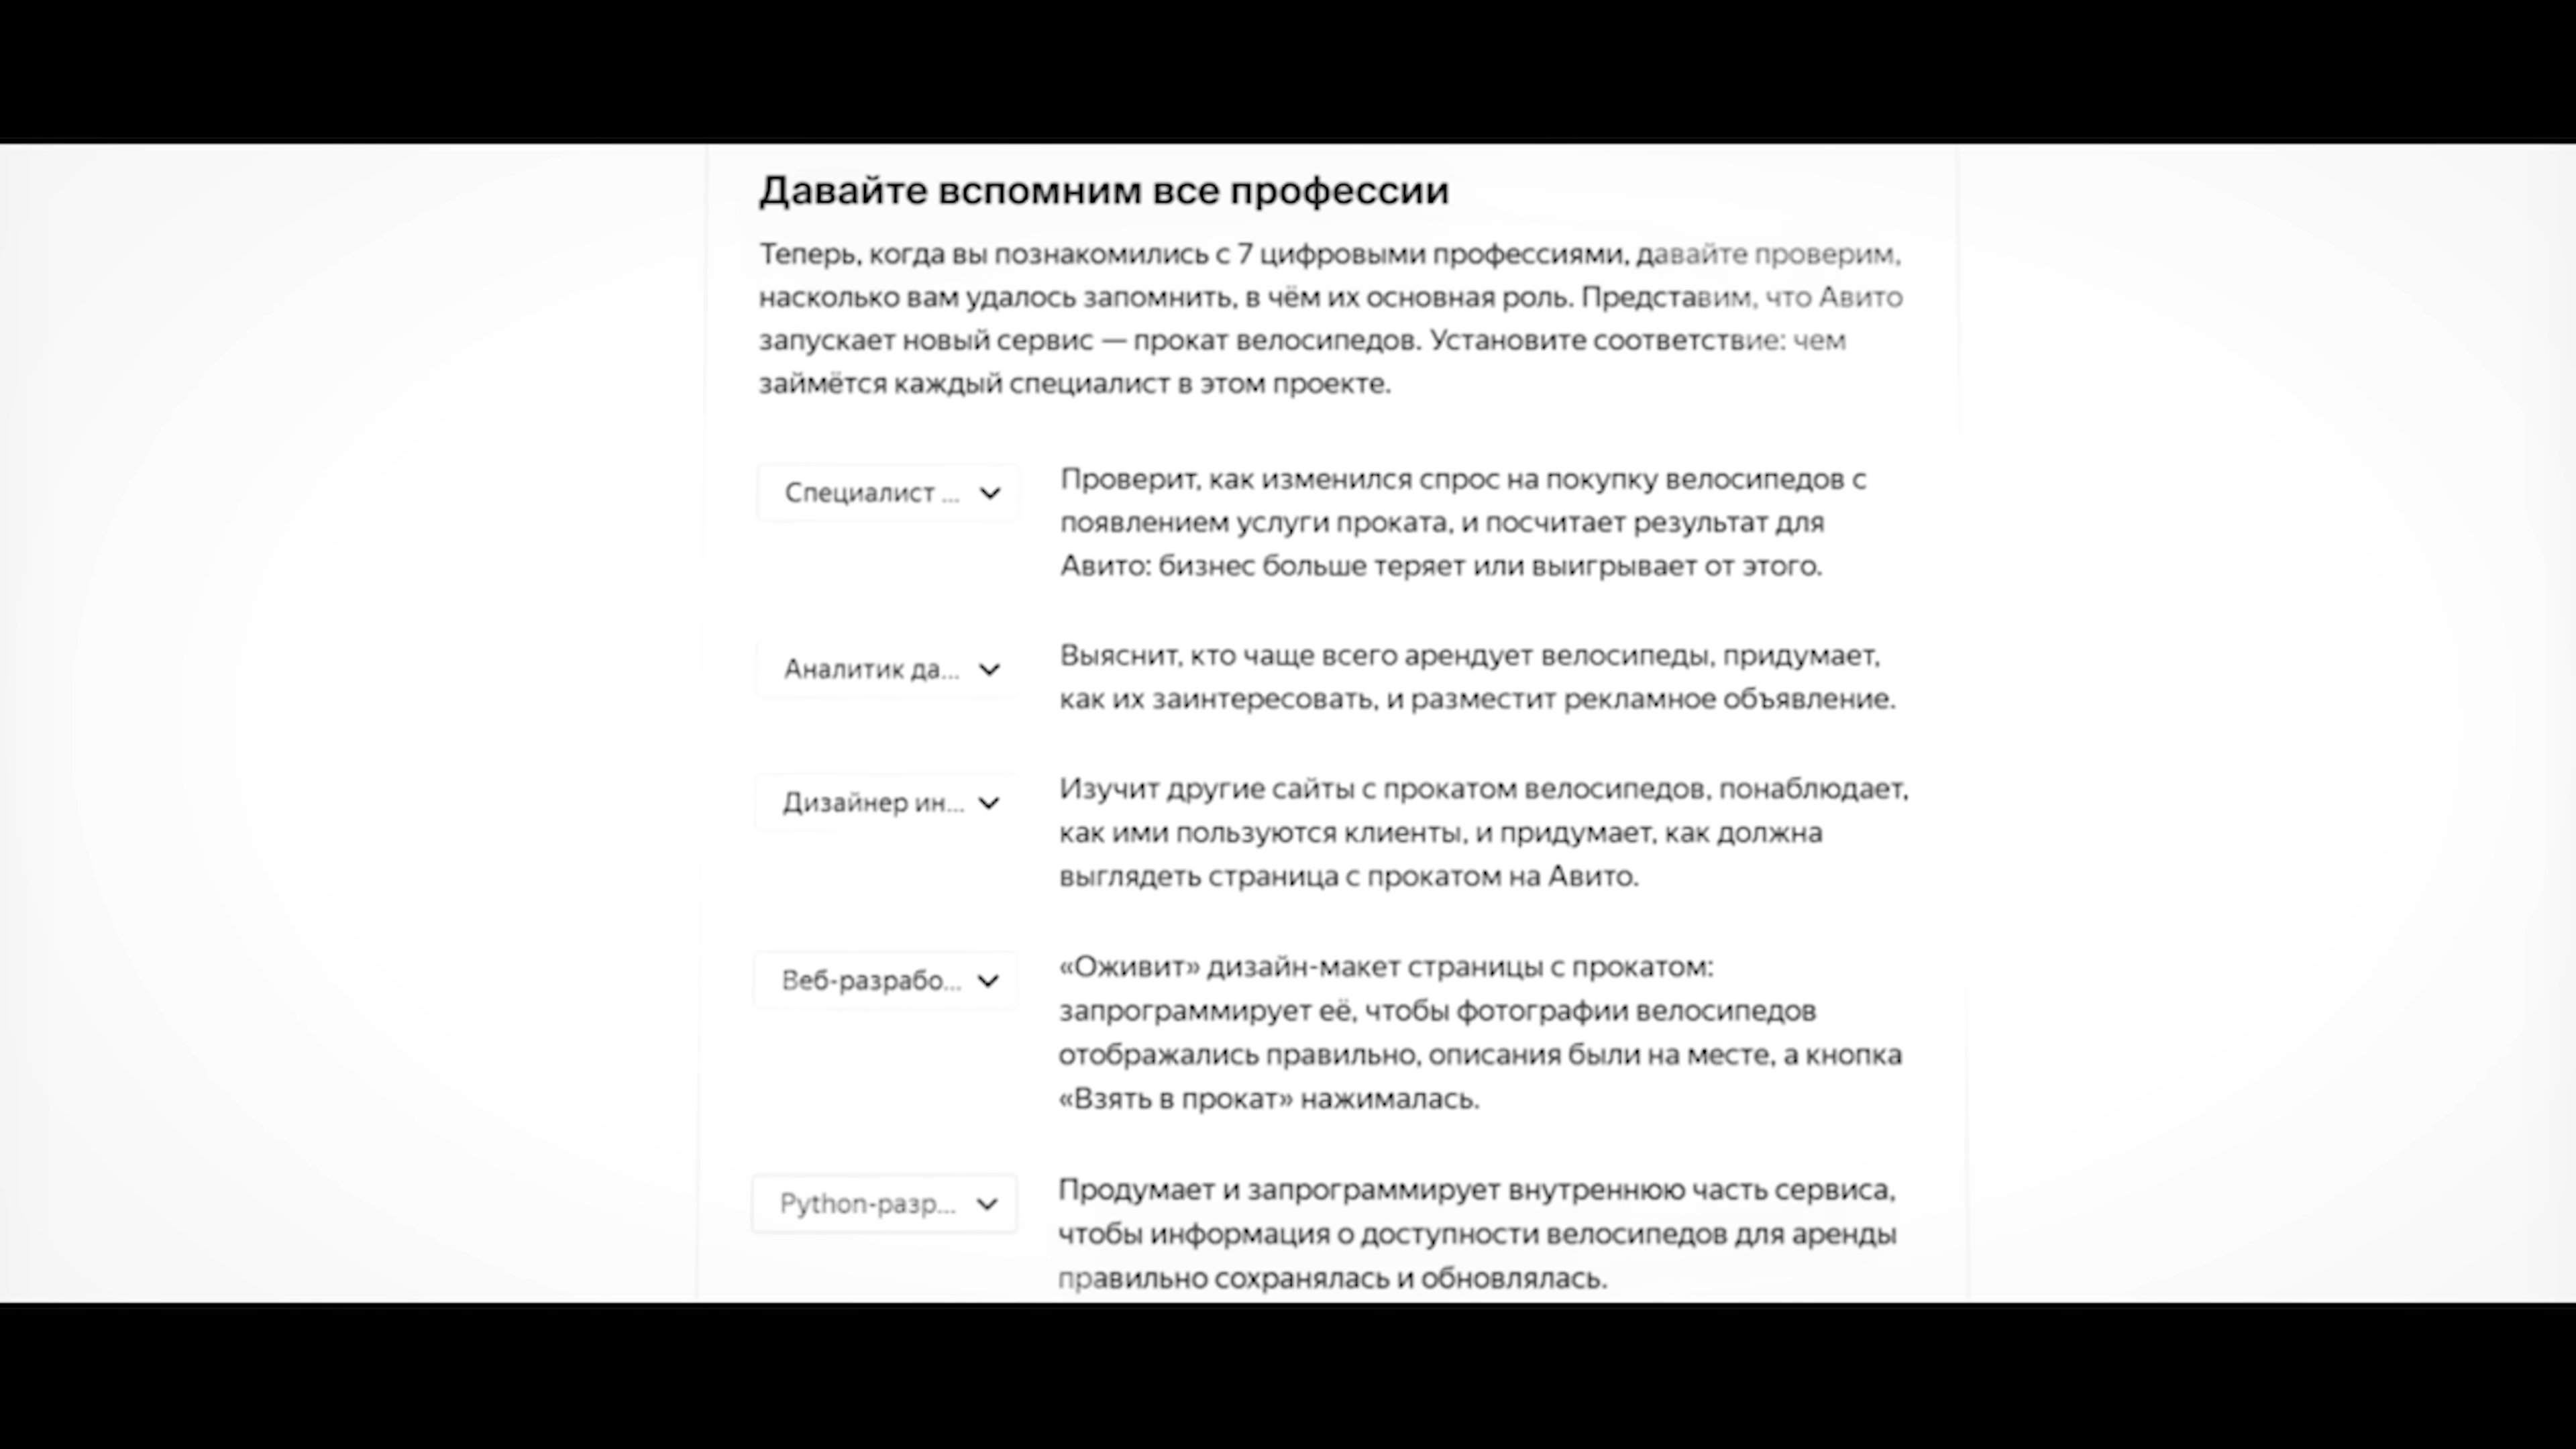 Давайте вспомним все профессии
Теперь, когда вы познакомились с 7 цифровыми профессиями, давайте проверим,
насколько вам удалось запомнить, в чём их основная роль. Представим, что Авито
запускает новый сервис — прокат велосипедов. Установите соответствие: чем
займётся каждый специалист в этом проекте.
Специалист ...
Проверит, как изменился спрос на покупку велосипедов с
появлением услуги проката, и посчитает результат для
Авито: бизнес больше теряет или выигрывает от этого.
Аналитик да...
Выяснит, кто чаще всего арендует велосипеды, придумает,
как их заинтересовать, и разместит рекламное объявление.
Дизайнер ин...
Изучит другие сайты с прокатом велосипедов, понаблюдает,
как ими пользуются клиенты, и придумает, как должна
выглядеть страница с прокатом на Авито.
Веб-разрабо...
«Оживит» дизайн-макет страницы с прокатом:
запрограммирует её, чтобы фотографии велосипедов
отображались правильно, описания были на месте, а кнопка
«Взять в прокат» нажималась.
Python-разр...
Продумает и запрограммирует внутреннюю часть сервиса,
чтобы информация о доступности велосипедов для аренды
правильно сохранялась и обновлялась.